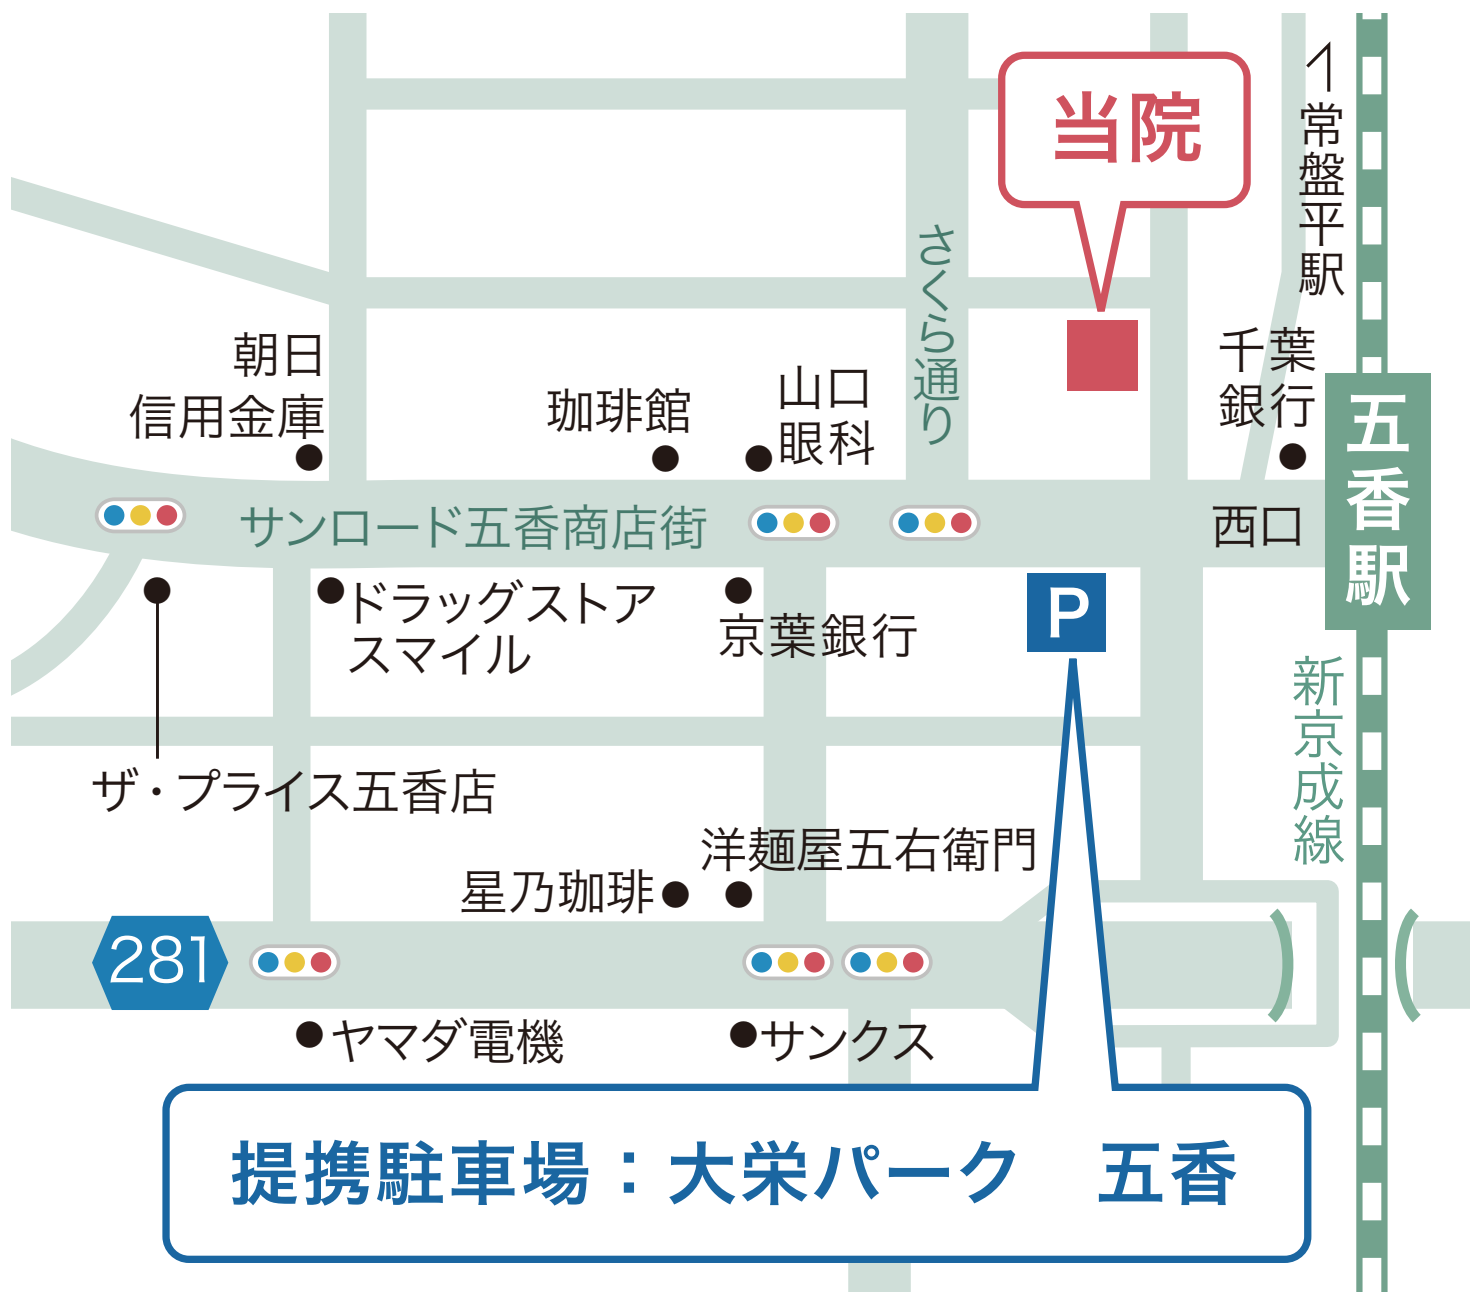 当院
常盤平駅
さくら通り
朝日
信用金庫
珈琲館
山口
眼科
千葉
銀行
五香駅
サンロード五香商店街
西口
ドラッグストア
スマイル
京葉銀行
P
新京成線
ザ・プライス五香店
洋麺屋五右衛門
星乃珈琲
281
ヤマダ電機
サンクス
提携駐車場：大栄パーク　五香